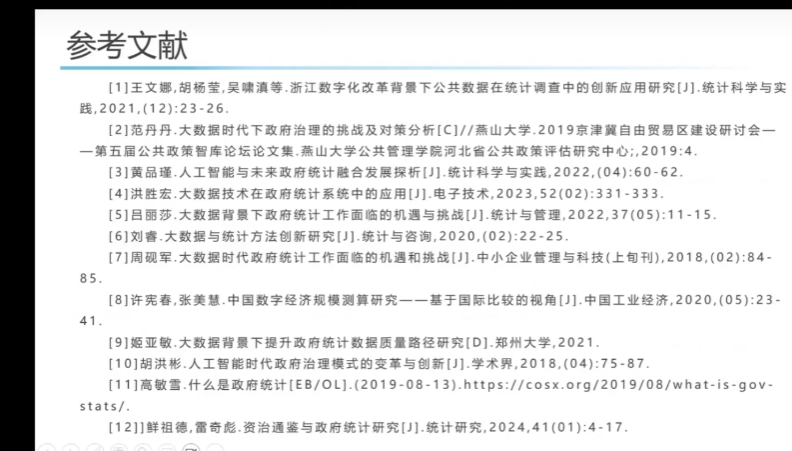 参考文献
[1]王文娜,胡杨莹,吴啸滇等.浙江数字化改革背景下公共数据在统计调查中的创新应用研究[J].统计科学与实
践,2021,(12):23-26.
[2]范丹丹.大数据时代下政府治理的挑战及对策分析[C]//燕山大学.2019京津冀自由贸易区建设研讨会—
—第五届公共政策智库论坛论文集.燕山大学公共管理学院河北省公共政策评估研究中心;,2019:4.
[3]黄品瑾.人工智能与未来政府统计融合发展探析[J].统计科学与实践,2022,(04):60-62.
[4]洪胜宏.大数据技术在政府统计系统中的应用[J].电子技术,2023,52(02):331-333.
[5]吕丽莎.大数据背景下政府统计工作面临的机遇与挑战[J].统计与管理,2022,37(05):11-15.
[6]刘睿.大数据与统计方法创新研究[J].统计与咨询,2020,(02):22-25.
[7]周砚军.大数据时代政府统计工作面临的机遇和挑战[J].中小企业管理与科技(上旬刊),2018,(02):84-
85.
[8]许宪春,张美慧.中国数字经济规模测算研究——基于国际比较的视角[J].中国工业经济,2020,(05):23-
41.
[9]姬亚敏.大数据背景下提升政府统计数据质量路径研究[D].郑州大学,2021.
[10]胡洪彬.人工智能时代政府治理模式的变革与创新[J].学术界,2018,(04):75-87.
[11]高敏雪.什么是政府统计[EB/OL].(2019-08-13).https://cosx.org/2019/08/what-is-gov-
stats/.
[12]]鲜祖德,雷奇彪.资治通鉴与政府统计研究[J].统计研究,2024,41(01):4-17.